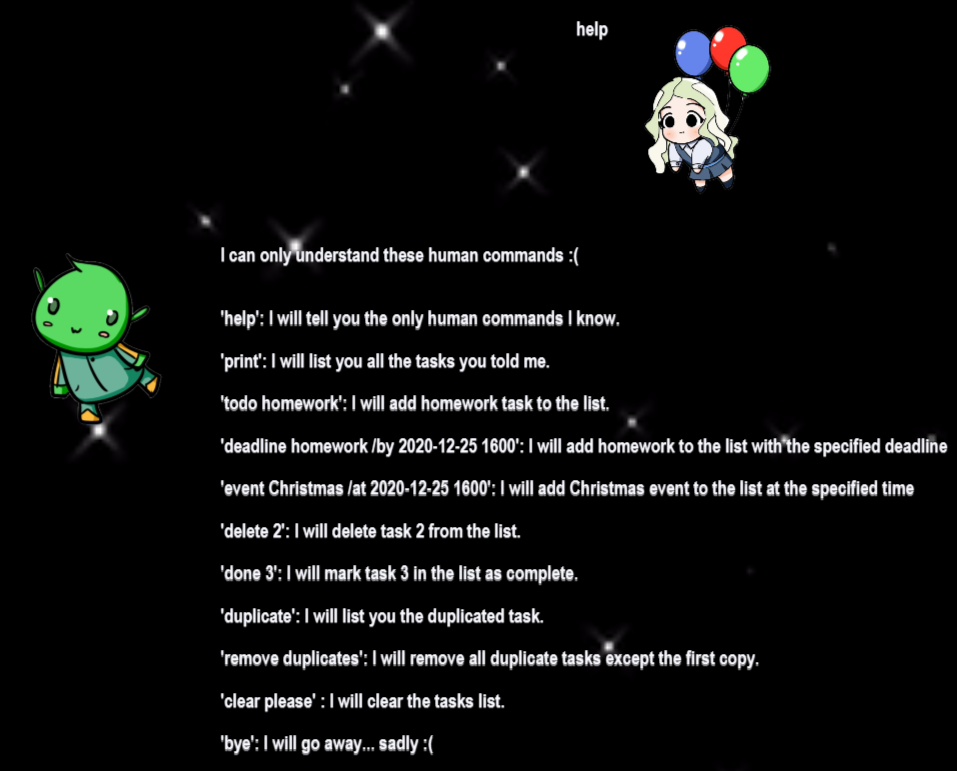 help
I can only understand these human commands :(
'help': I will tell you the only human commands I know.
'print': I will list you all the tasks you told me.
'todo homework': I will add homework task to the list.
'deadline homework /by 2020-12-25 1600': I will add homework to the list with the specified deadline
'event Christmas /at 2020-12-25 1600': I will add Christmas event to the list at the specified time
'delete 2': I will delete task 2 from the list.
'done 3': I will mark task 3 in the list as complete.
'duplicate': I will list you the duplicated task.
'remove duplicates': I will remove all duplicate tasks except the first copy.
'clear please' : I will clear the tasks list.
'bye': I will go away... sadly :(